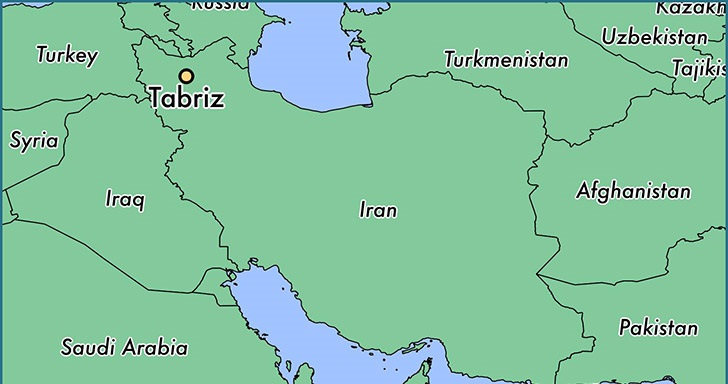 Russia
Kazakh
Turkey
Uzbekistan
Turkmenistan
Tajikis
Tabriz
Syria
Iraq
Iran
Afghanistan
Saudi Arabia
Pakistan